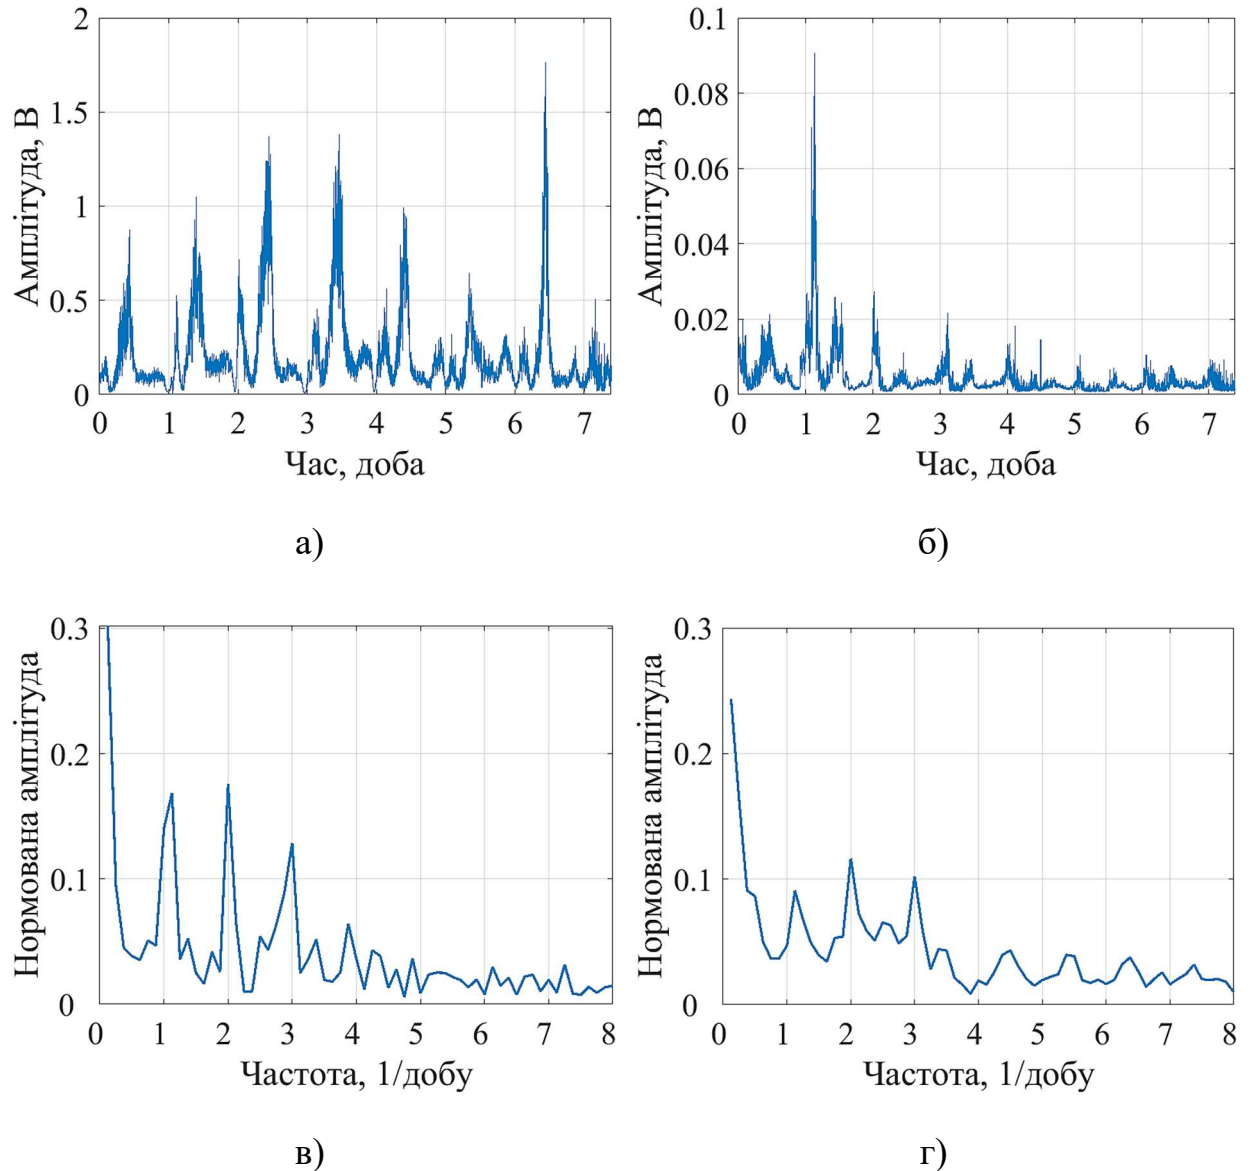 Амплітуда, В
2
1.5
1
0.5
0
0 1 2 3 4 5 6 7
Час, доба
а)
Амплітуда, В
0.1
0.08
0.06
0.04
0.02
0
0 1 2 3 4 5 6 7
Час, доба
б)
Нормована амплітуда
0.3
0.2
0.1
0
0 1 2 3 4 5 6 7 8
Частота, 1/добу
в)
Нормована амплітуда
0.3
0.2
0.1
0
0 1 2 3 4 5 6 7 8
Частота, 1/добу
г)